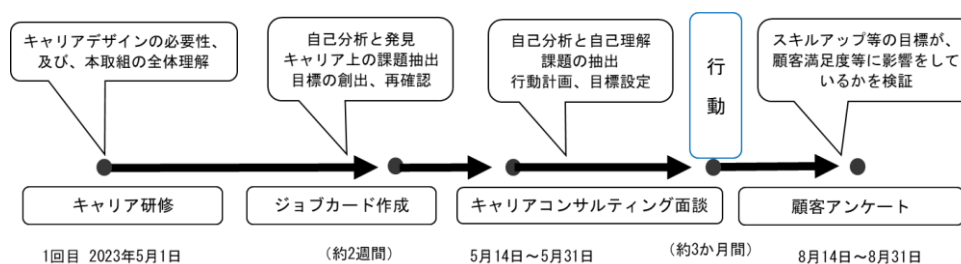 キャリアデザインの必要性、
及び、本取組の全体理解
自己分析と発見
キャリア上の課題抽出
目標の創出、再確認
自己分析と自己理解
課題の抽出
行動計画、目標設定
行
動
スキルアップ等の目標が、
顧客満足度等に影響をして
いるかを検証
キャリア研修
ジョブカード作成
キャリアコンサルティング面談
顧客アンケート
1回目 2023年5月1日
（約2週間）
5月14日～5月31日
（約3か月間）
8月14日～8月31日